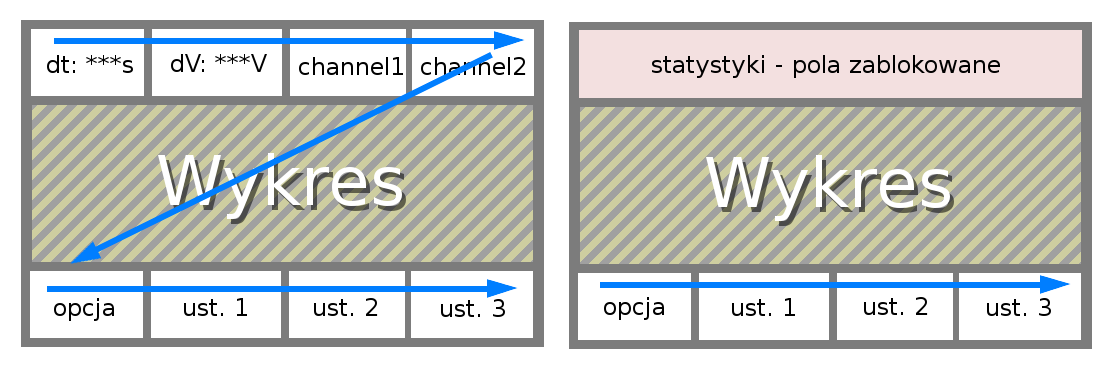 dt: ***s dV: ***V channel1 channel2
Wykres
opcja ust. 1 ust. 2 ust. 3
statystyki - pola zablokowane
Wykres
opcja ust. 1 ust. 2 ust. 3